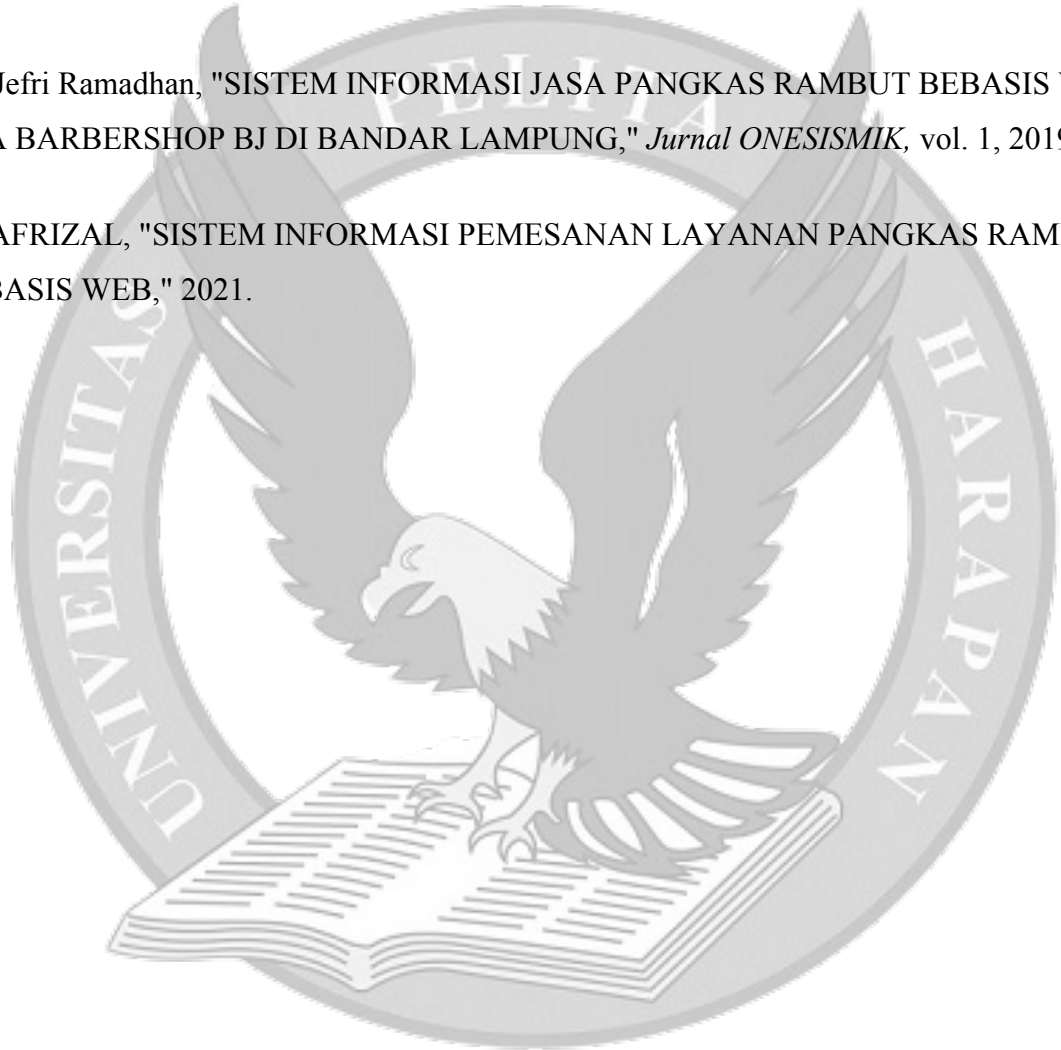 Jefri Ramadhan, "SISTEM INFORMASI JASA PANGKAS RAMBUT BEBASIS
A BARBERSHOP BJ DI BANDAR LAMPUNG," Jurnal ONESISMIK, vol. 1, 2019
AFRIZAL, "SISTEM INFORMASI PEMESANAN LAYANAN PANGKAS RAM
BASIS WEB," 2021.
UNIVERSITAS PELITA HARAPAN